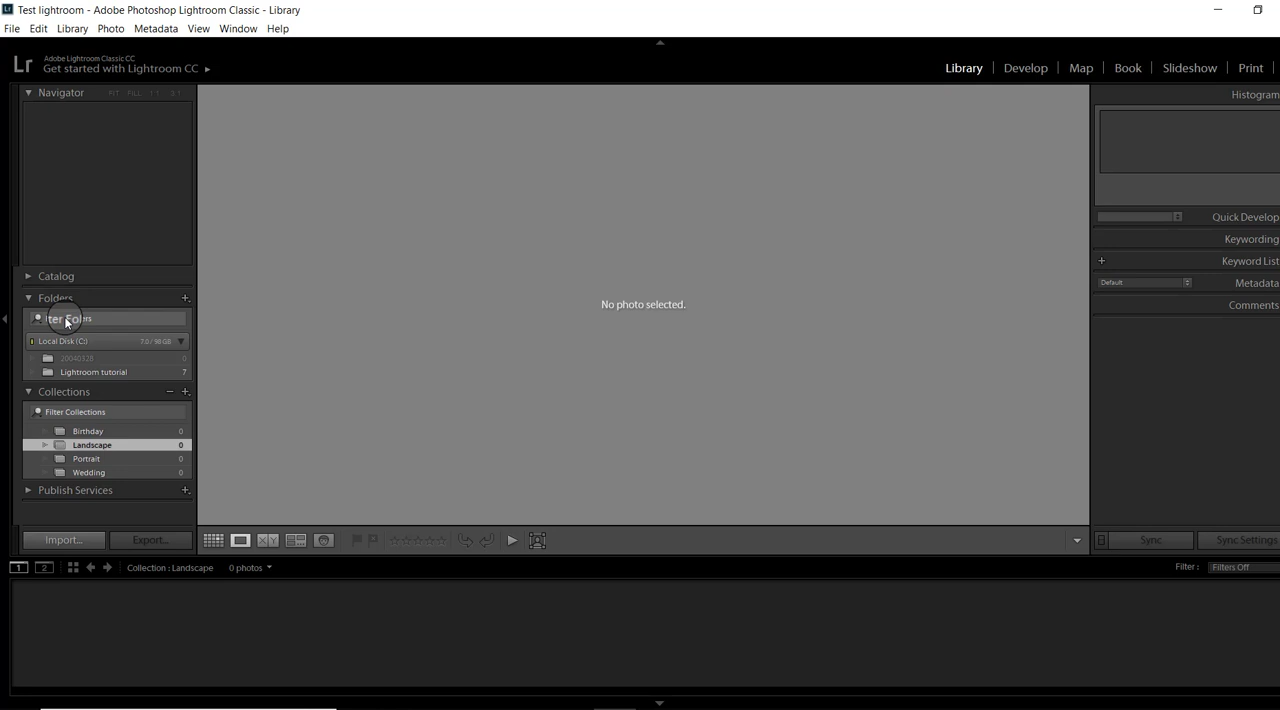 Test lightroom - Adobe Photoshop Lightroom Classic - Library
File Edit Library Photo Metadata View Window Help
Lr
Adobe Lightroom Classic CC
Get started with Lightroom CC
Library Develop Map Book Slideshow Print
Navigator FIT FILL 1:1 3:1
Histogram
Quick Develop
Keywording
Keyword List
Default Metadata
Comments
No photo selected.
Catalog
Folders
Local Disk (C:) 7.0 / 98 GB
20040328 0
Lightroom tutorial 7
Collections
Filter Collections
Birthday 0
Landscape 0
Portrait 0
Wedding 0
Publish Services
Import... Export...
XY
Sync Sync Settings
1 2 Collection : Landscape 0 photos Filter : Filters Off